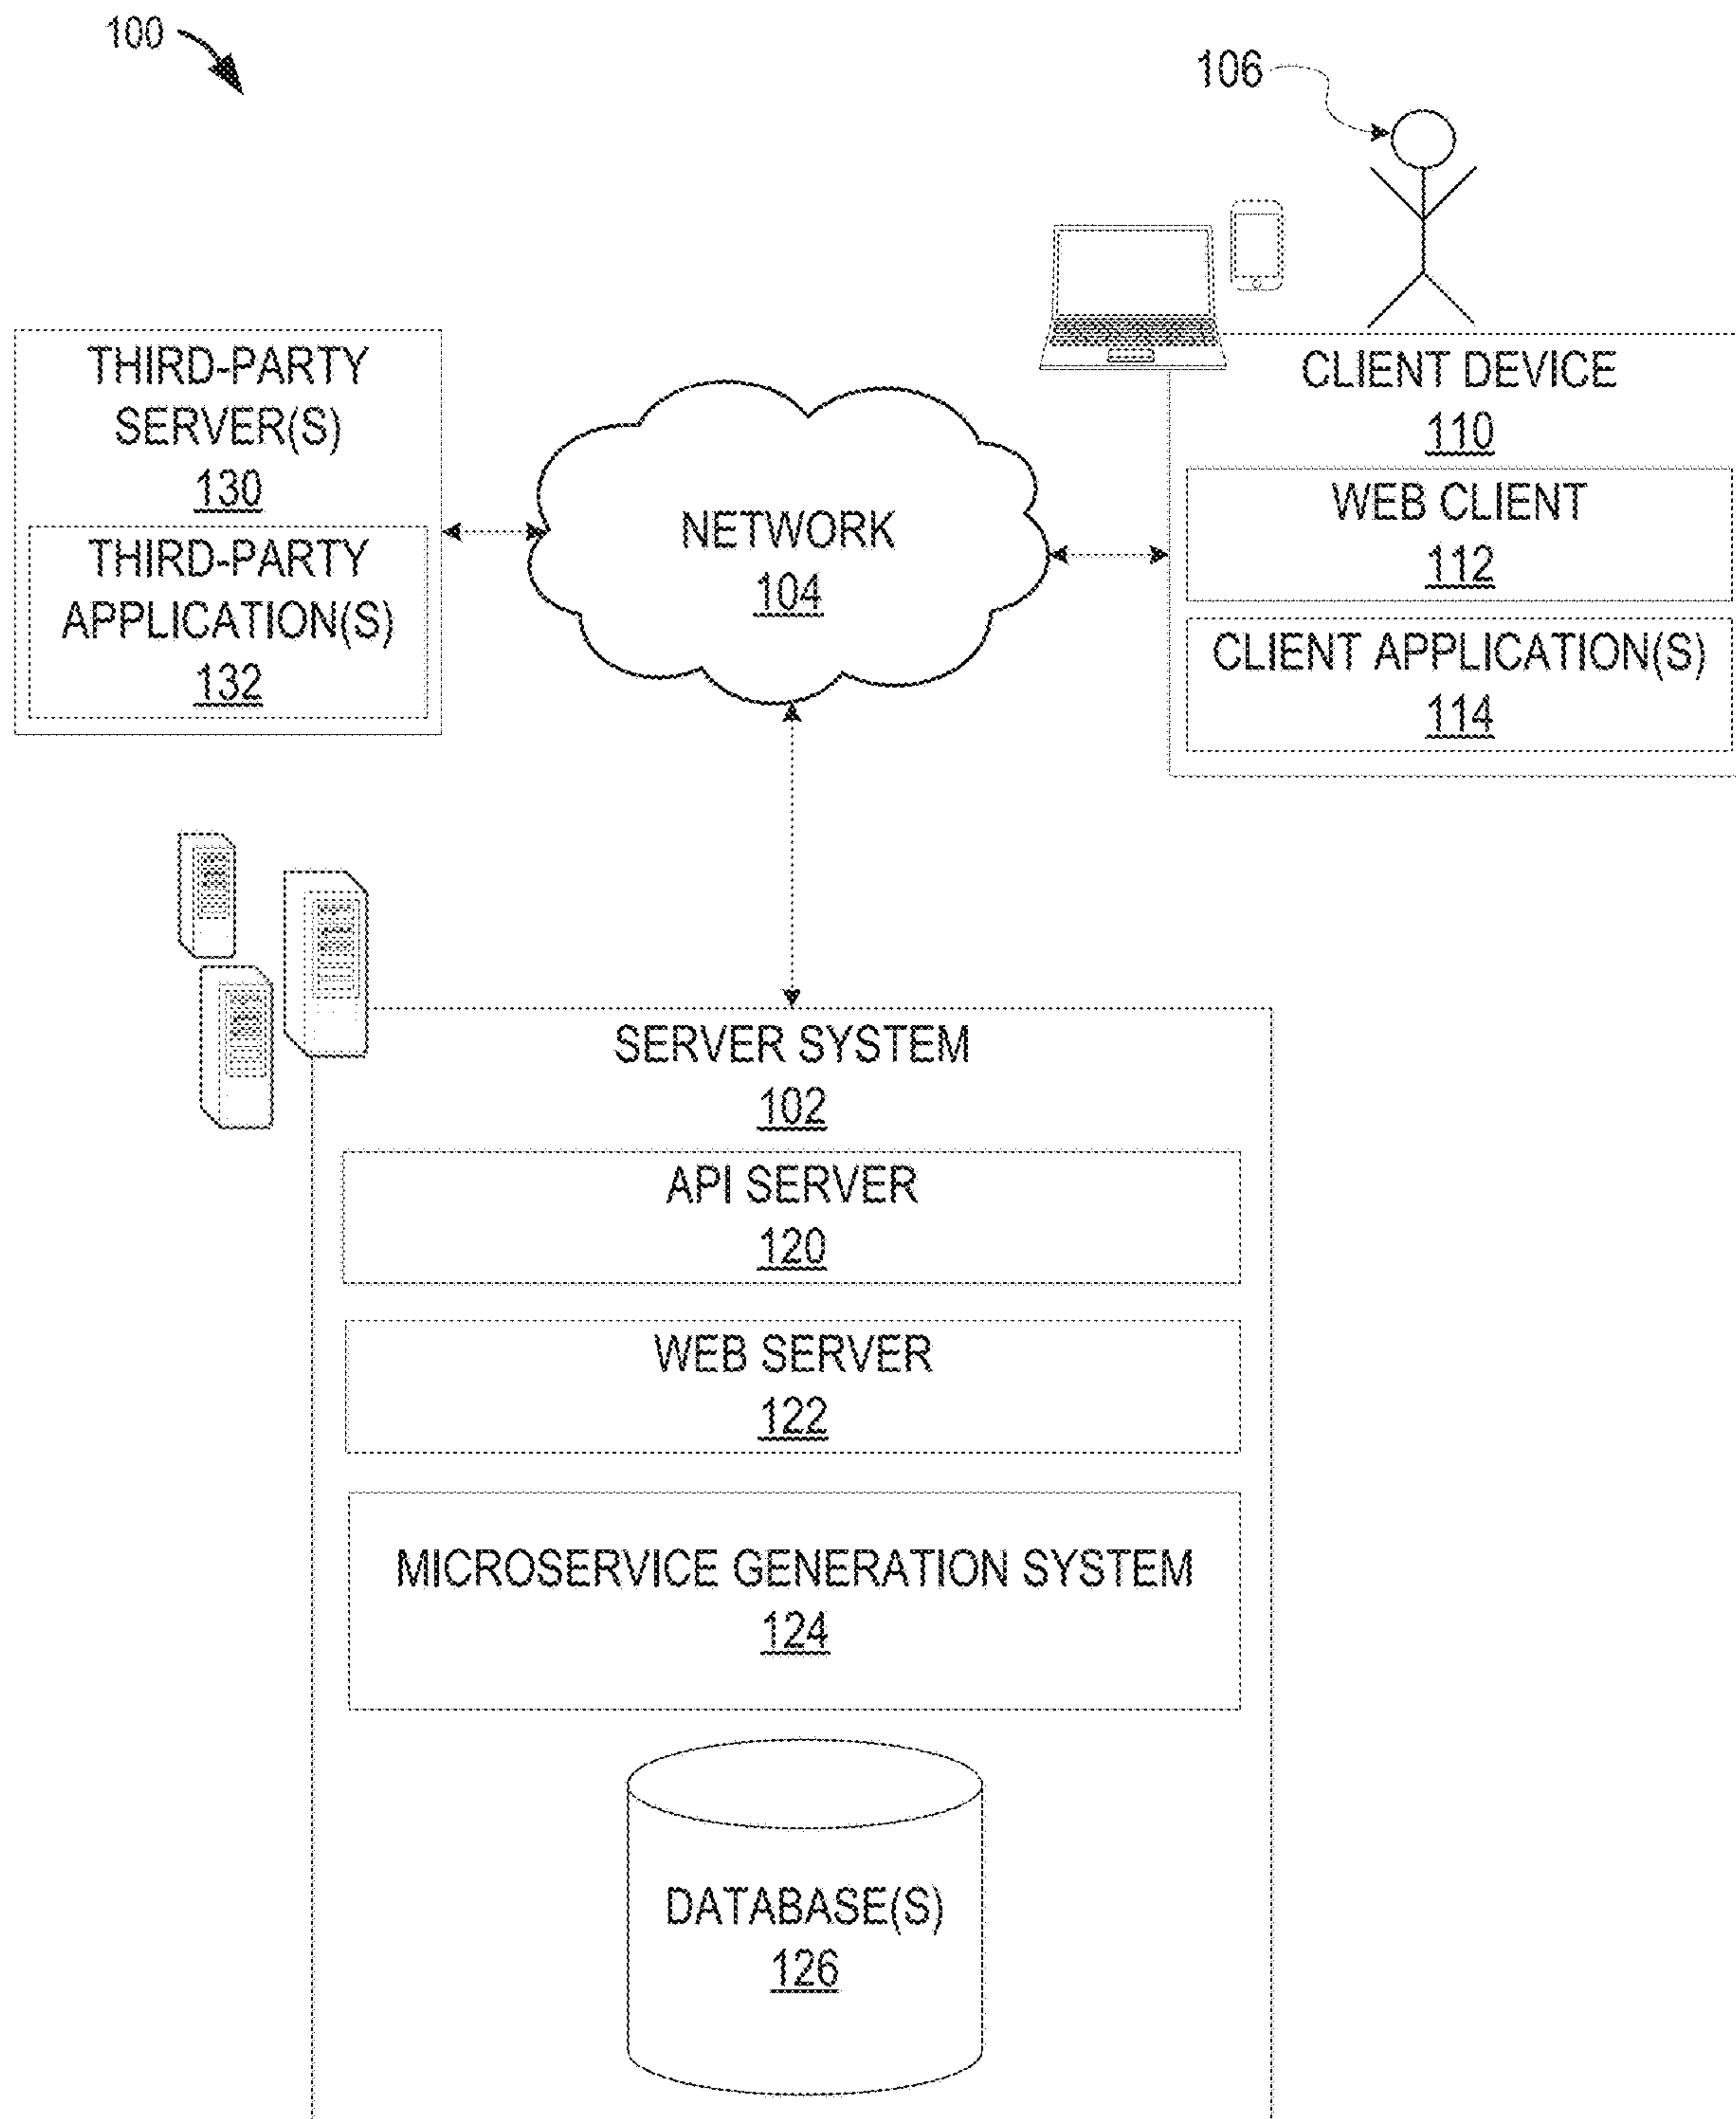 100
106
THIRD-PARTY
SERVER(S)
130
THIRD-PARTY
APPLICATION(S)
132
NETWORK
104
CLIENT DEVICE
110
WEB CLIENT
112
CLIENT APPLICATION(S)
114
SERVER SYSTEM
102
API SERVER
120
WEB SERVER
122
MICROSERVICE GENERATION SYSTEM
124
DATABASE(S)
126